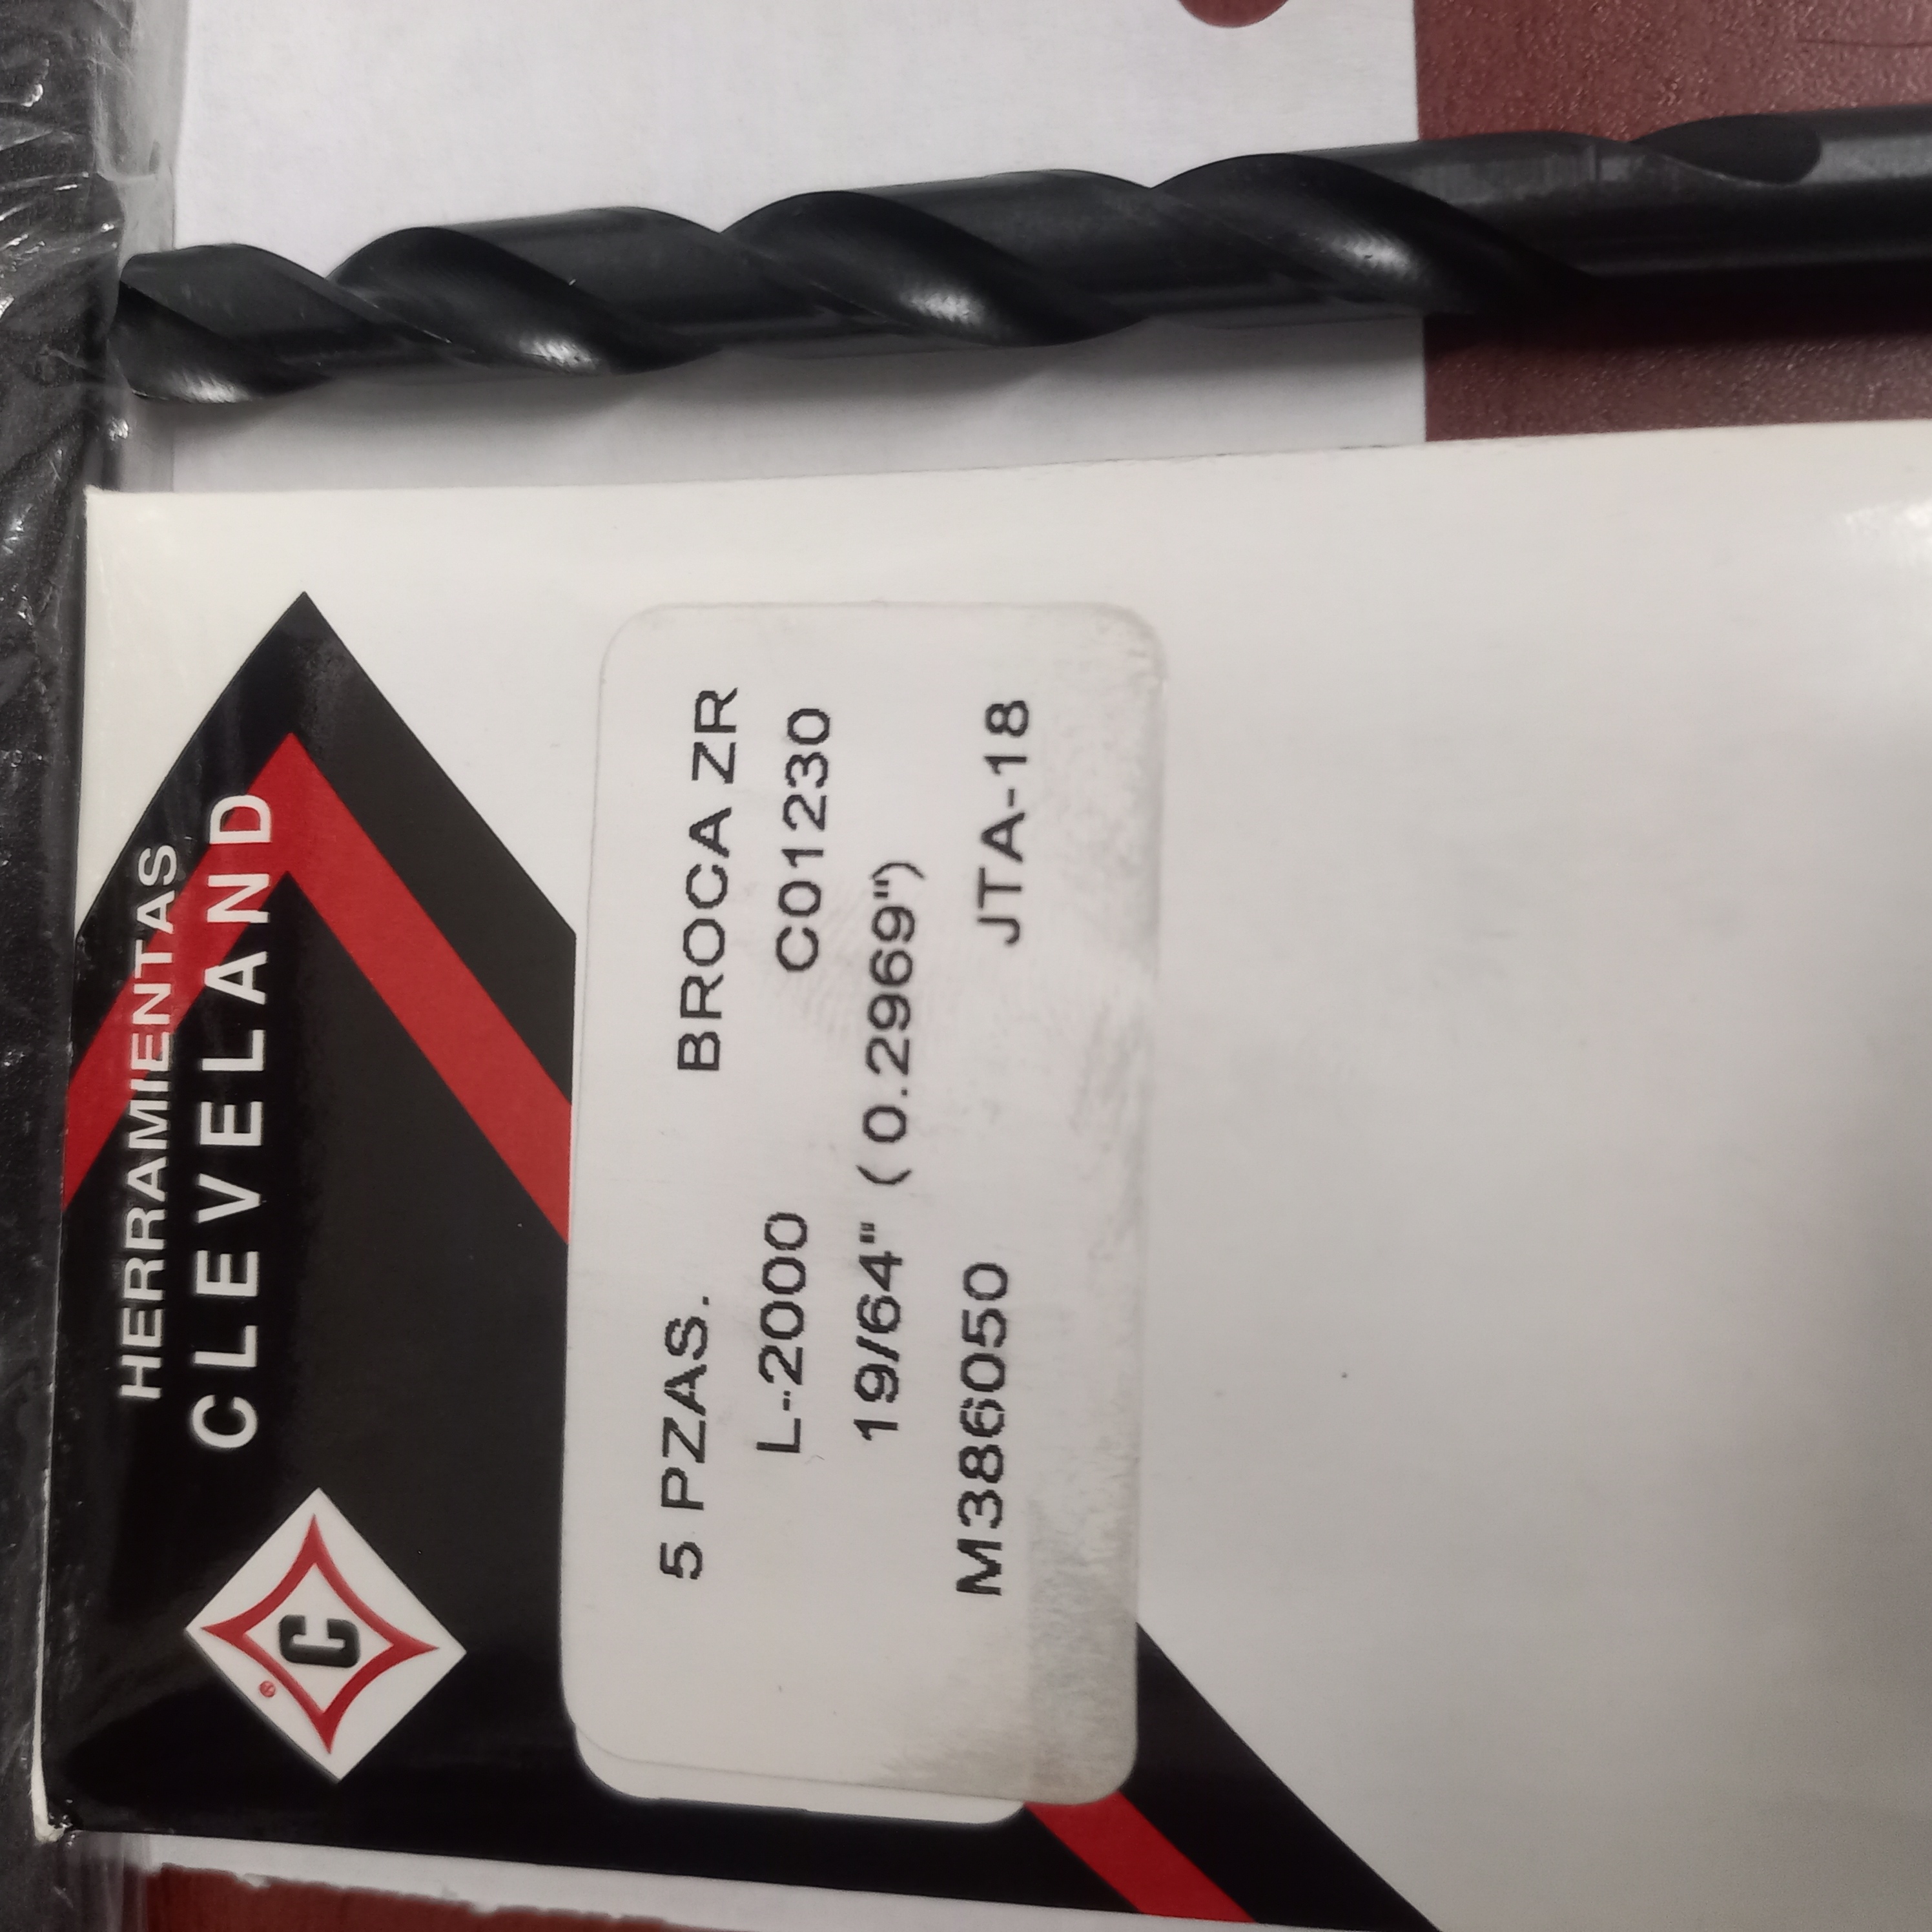 HERRAMIENTAS
CLEVELAND
® C
5 PZAS. BROCA ZR
L-2000 C01230
19/64" (0.2969")
M386050 JTA-18